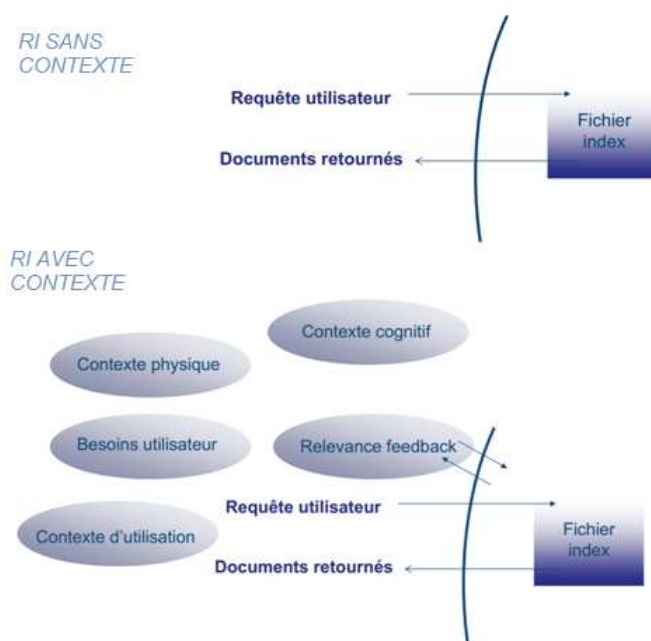 RI SANS
CONTEXTE
Requête utilisateur
Fichier
index
Documents retournés
RI AVEC
CONTEXTE
Contexte cognitif
Contexte physique
Besoins utilisateur
Relevance feedback
Requête utilisateur
Contexte d'utilisation
Fichier
index
Documents retournés